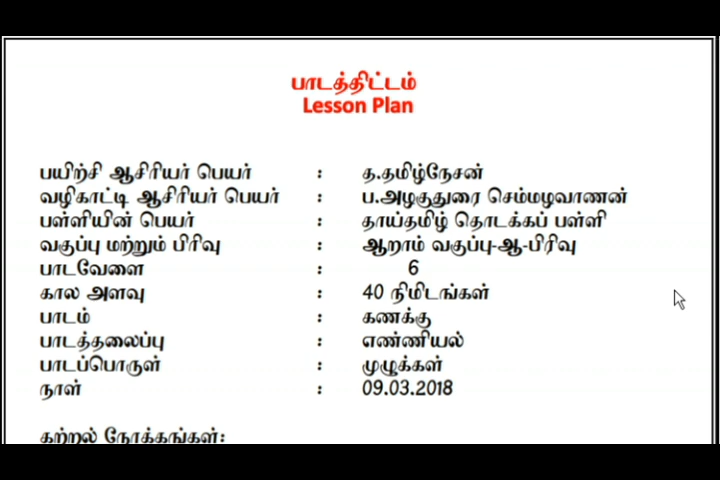 பாடத்திட்டம்
Lesson Plan
பயிற்சி ஆசிரியர் பெயர் : த.தமிழ்நேசன்
வழிகாட்டி ஆசிரியர் பெயர் : ப.அழகுதுரை செம்மழவாணன்
பள்ளியின் பெயர் : தாய்தமிழ் தொடக்கப் பள்ளி
வகுப்பு மற்றும் பிரிவு : ஆறாம் வகுப்பு-ஆ-பிரிவு
பாடவேளை : 6
கால அளவு : 40 நிமிடங்கள்
பாடம் : கணக்கு
பாடத்தலைப்பு : எண்ணியல்
பாடப்பொருள் : முழுக்கள்
நாள் : 09.03.2018
கற்றல் நோக்கங்கள்: